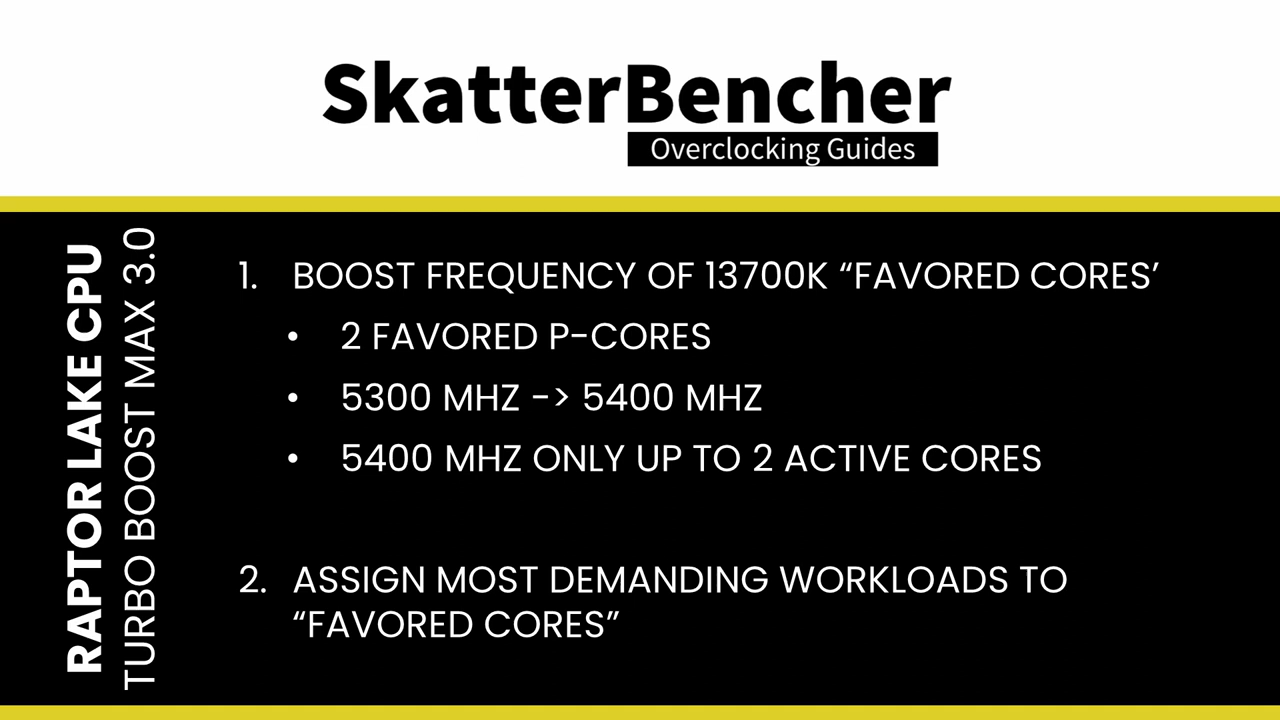 SkatterBencher
Overclocking Guides
RAPTOR LAKE CPU
TURBO BOOST MAX 3.0
1. BOOST FREQUENCY OF 13700K “FAVORED CORES’
• 2 FAVORED P-CORES
• 5300 MHZ -> 5400 MHZ
• 5400 MHZ ONLY UP TO 2 ACTIVE CORES
2. ASSIGN MOST DEMANDING WORKLOADS TO
“FAVORED CORES”